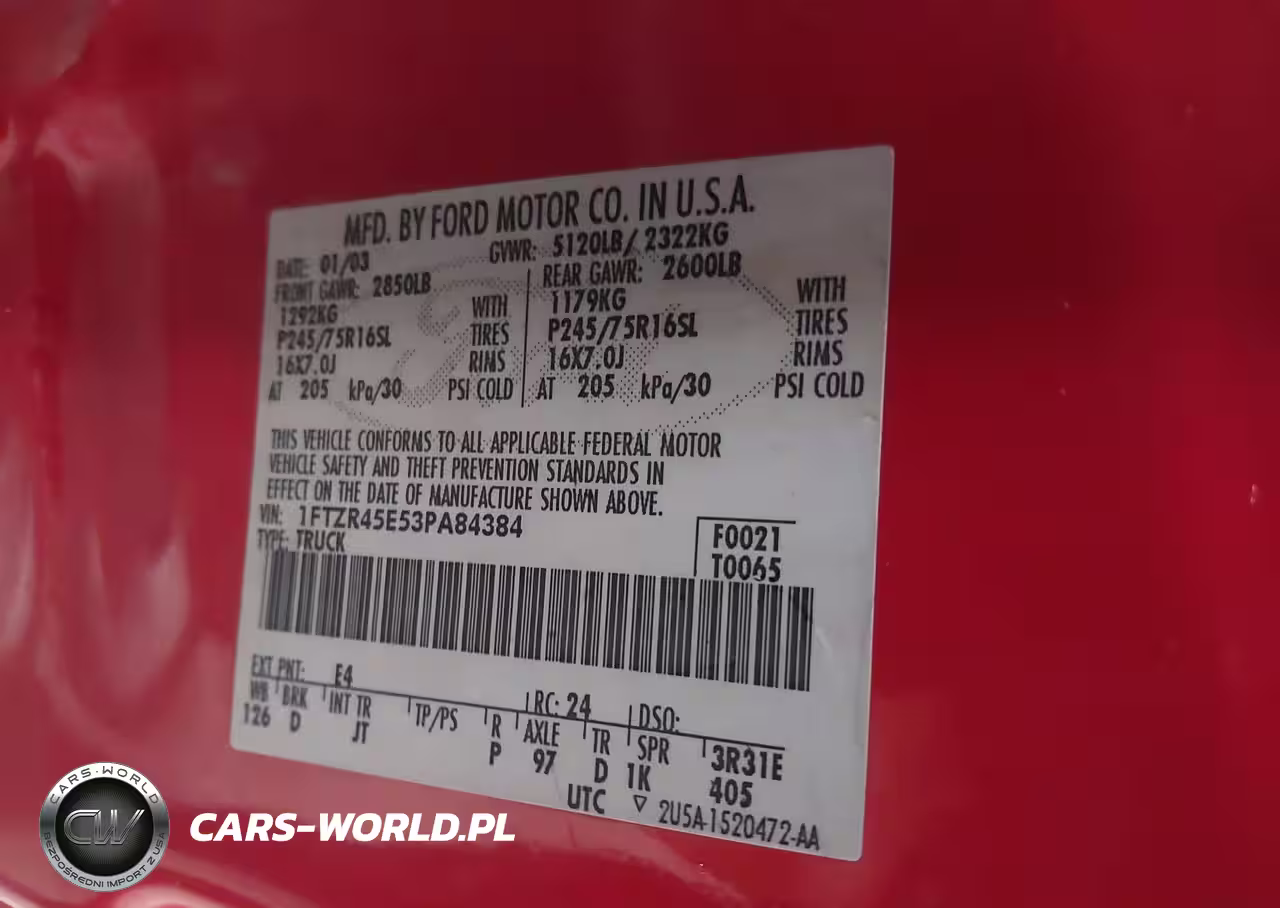 MFD. BY FORD MOTOR CO. IN U.S.A.
DATE: 01/03 GVWR: 5120LB/ 2322KG
FRONT GAWR: 2850LB REAR GAWR: 2600LB
1292KG WITH 1179KG WITH
P245/75R16SL TIRES P245/75R16SL TIRES
16X7.0J RIMS 16X7.0J RIMS
AT 205 kPa/30 PSI COLD AT 205 kPa/30 PSI COLD
THIS VEHICLE CONFORMS TO ALL APPLICABLE FEDERAL MOTOR
VEHICLE SAFETY AND THEFT PREVENTION STANDARDS IN
EFFECT ON THE DATE OF MANUFACTURE SHOWN ABOVE.
VIN: 1FTZR45E53PA84384
TYPE: TRUCK
F0021
T0065
EXT PNT: E4 RC: 24 DSO:
WB BRK INT TR TP/PS R AXLE TR SPR 3R31E
126 D JT P 97 D 1K 405
UTC ▽ 2U5A-1520472-AA
CARS-WORLD
CW
BEZPOŚREDNI IMPORT Z USA
CARS-WORLD.PL